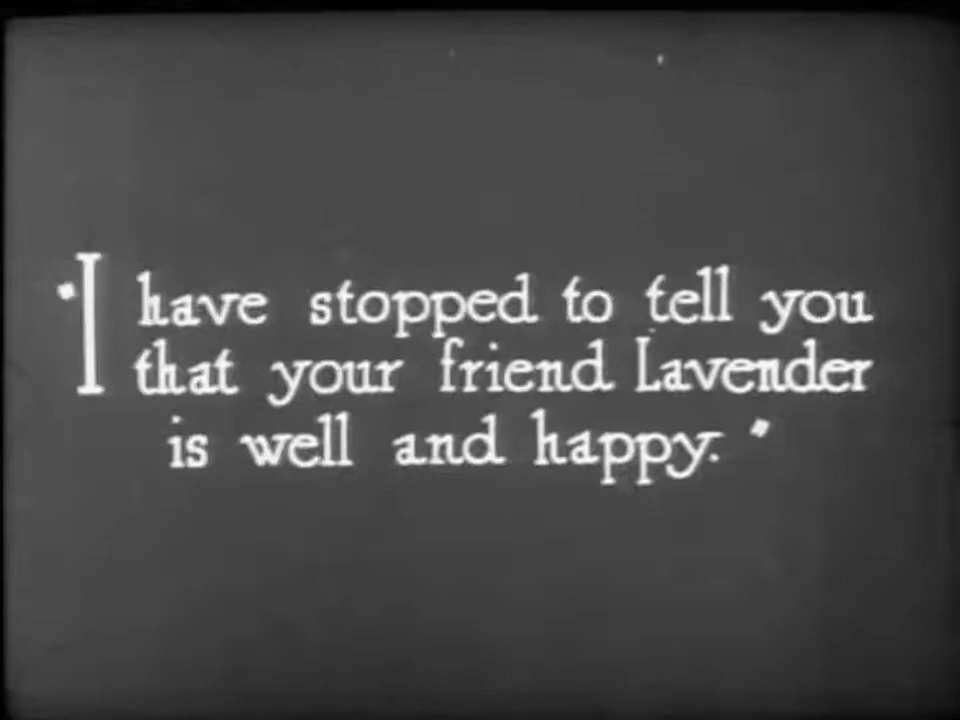 "I have stopped to tell you
that your friend Lavender
is well and happy."